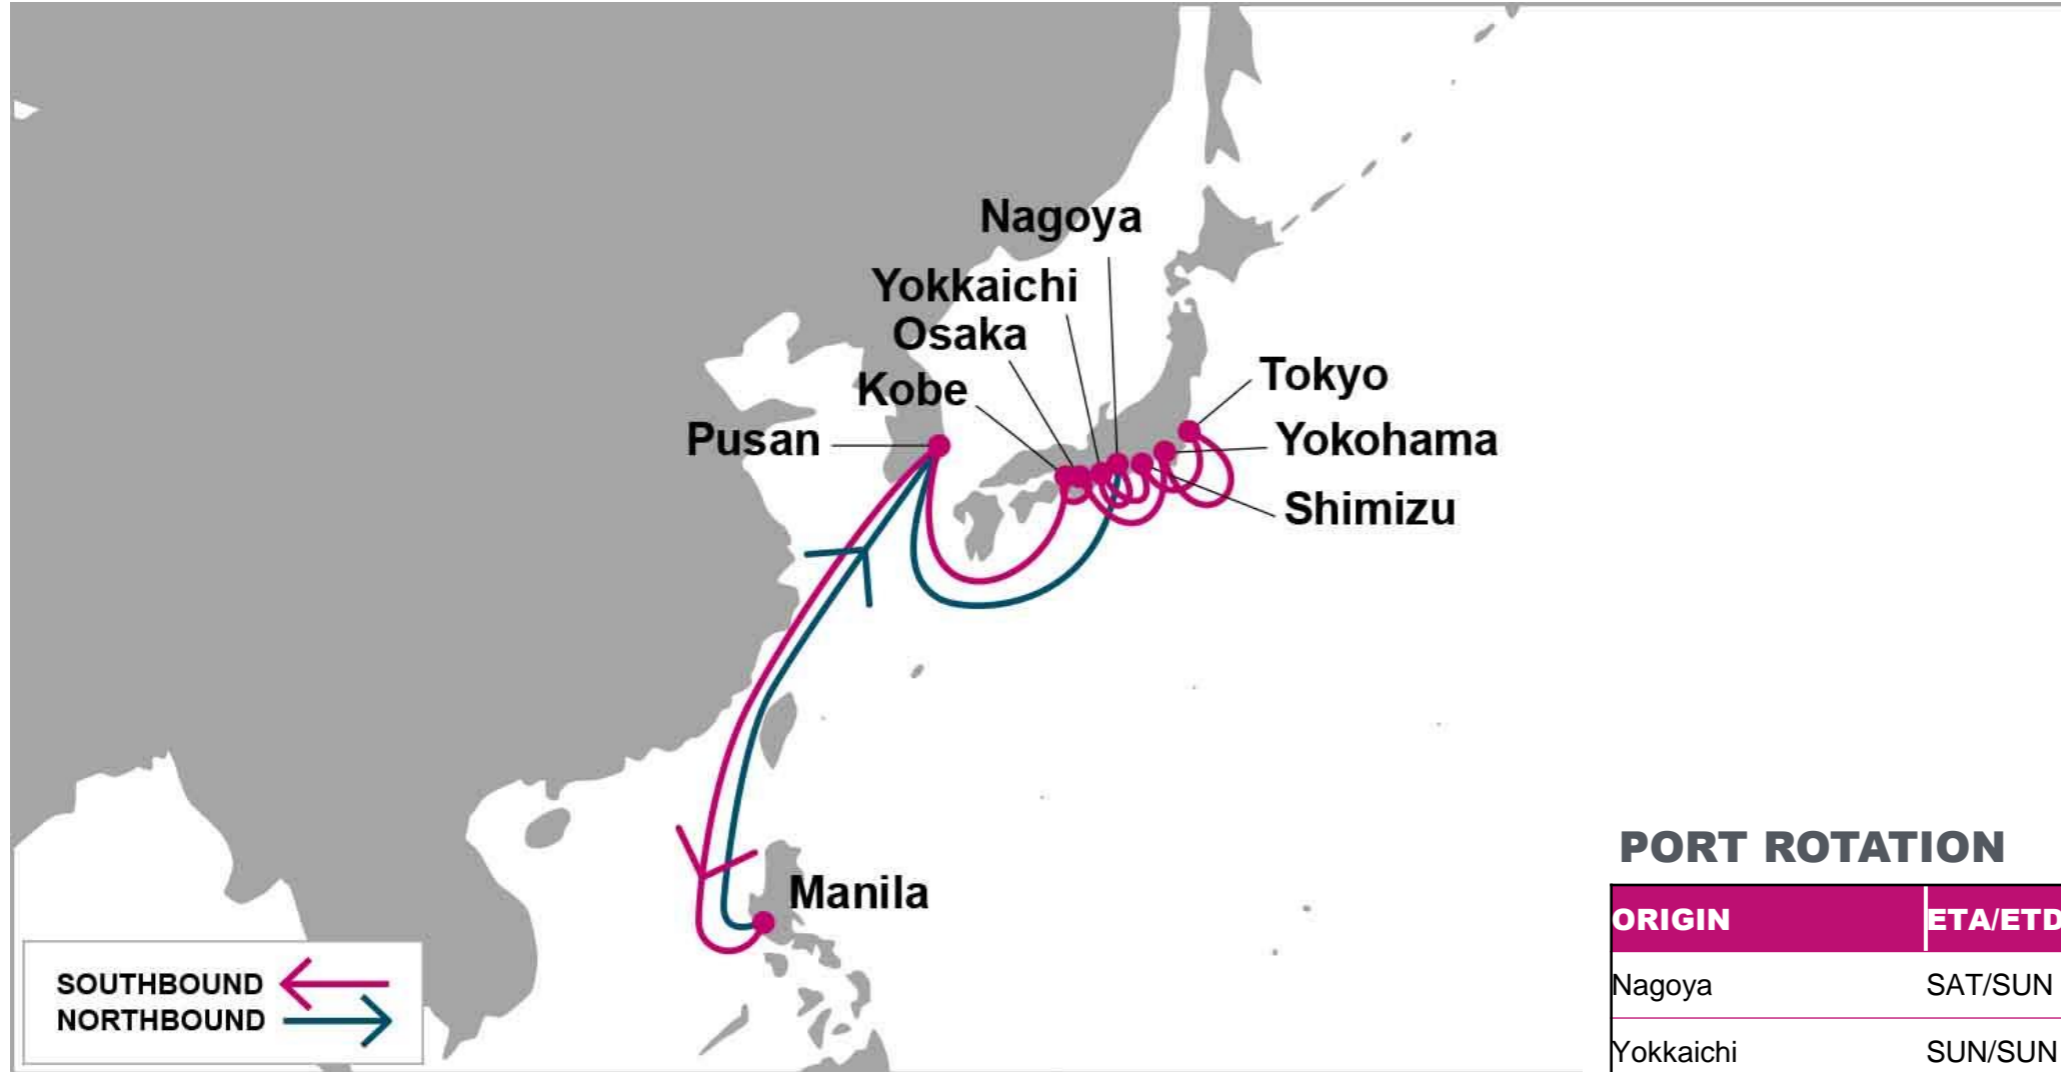 Nagoya
Yokkaichi
Osaka
Kobe
Pusan
Tokyo
Yokohama
Shimizu
Manila
SOUTHBOUND
NORTHBOUND
PORT ROTATION
ORIGIN ETA/ETD
Nagoya SAT/SUN
Yokkaichi SUN/SUN